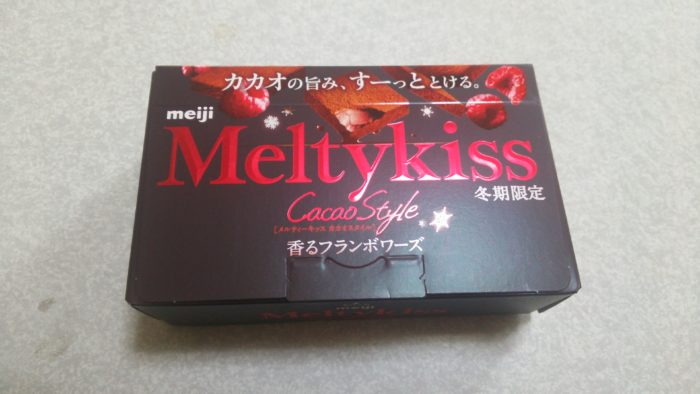 カカオの旨み、すーっととける。
meiji
Meltykiss
冬期限定
Cacao Style
[メルティーキッス カカオスタイル]
香るフランボワーズ
meiji
Meltykiss